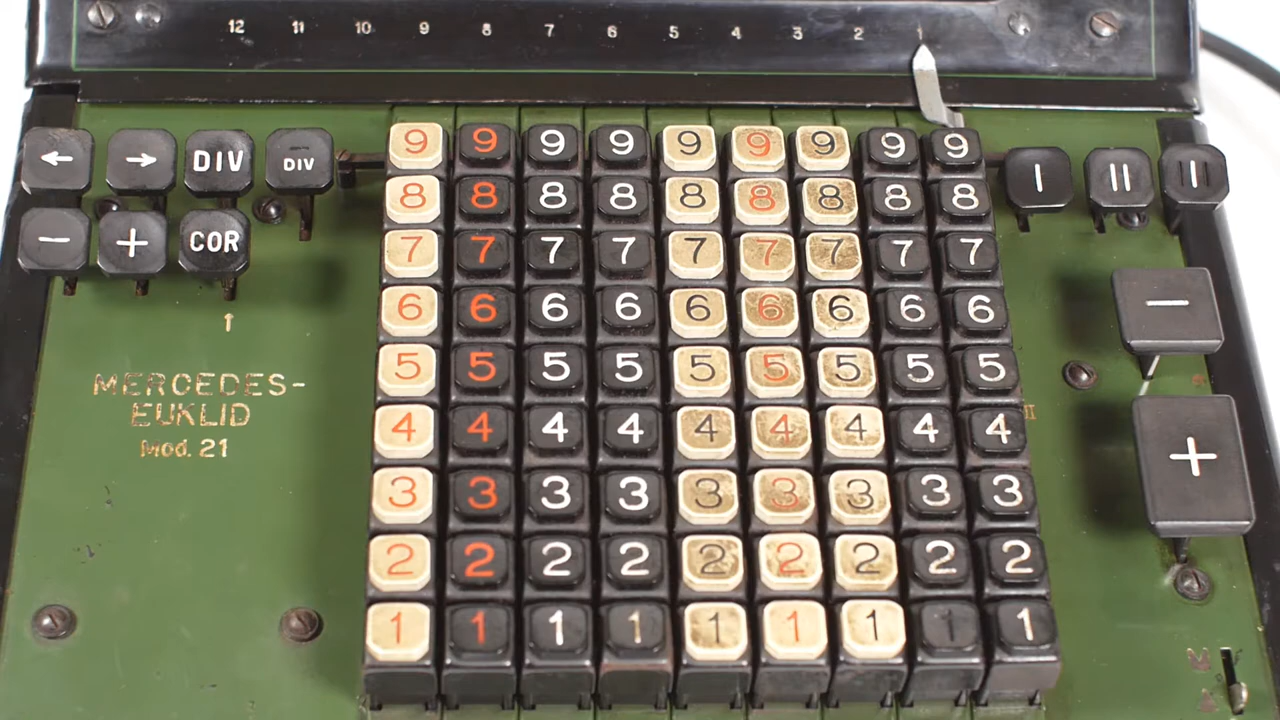 12 11 10 9 8 7 6 5 4 3 2 1
← → DIV DIV
− + COR
↑
MERCEDES-
EUKLID
Mod. 21
9 9 9 9 9 9 9 9 9
8 8 8 8 8 8 8 8 8
7 7 7 7 7 7 7 7 7
6 6 6 6 6 6 6 6 6
5 5 5 5 5 5 5 5 5
4 4 4 4 4 4 4 4 4
3 3 3 3 3 3 3 3 3
2 2 2 2 2 2 2 2 2
1 1 1 1 1 1 1 1 1
I II III
−
II
+